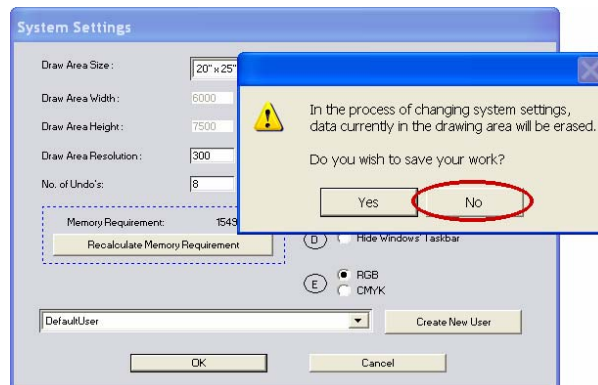 System Settings
Draw Area Size :
20" x 25"
Draw Area Width :
6000
Draw Area Height :
7500
Draw Area Resolution :
300
No. of Undo's:
8
Memory Requirement:
1549
Recalculate Memory Requirement
In the process of changing system settings,
data currently in the drawing area will be erased.
Do you wish to save your work?
Yes
No
D
Hide Windows' Taskbar
E
RGB
CMYK
DefaultUser
Create New User
OK
Cancel